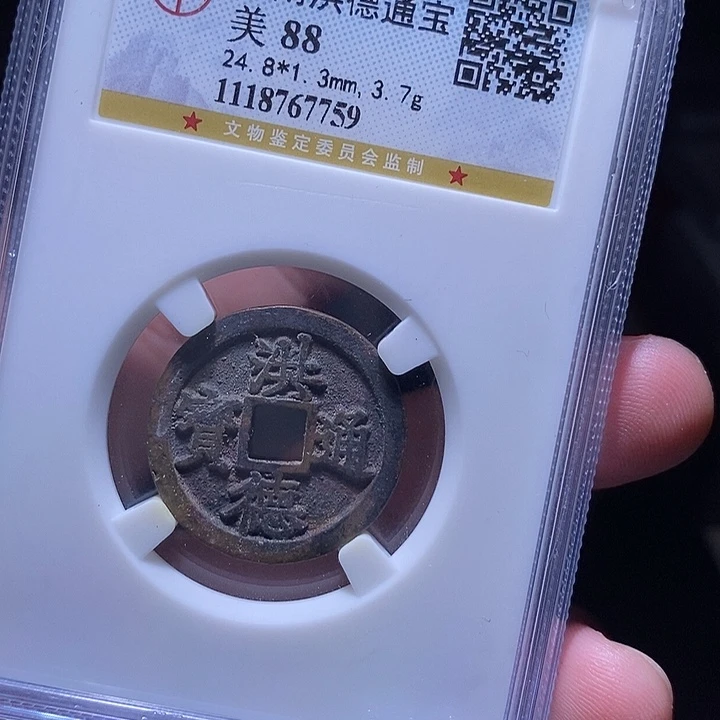 洪德通宝
美 88
24.8*1.3mm, 3.7g
1118767759
文物鉴定委员会监制
洪德通寶